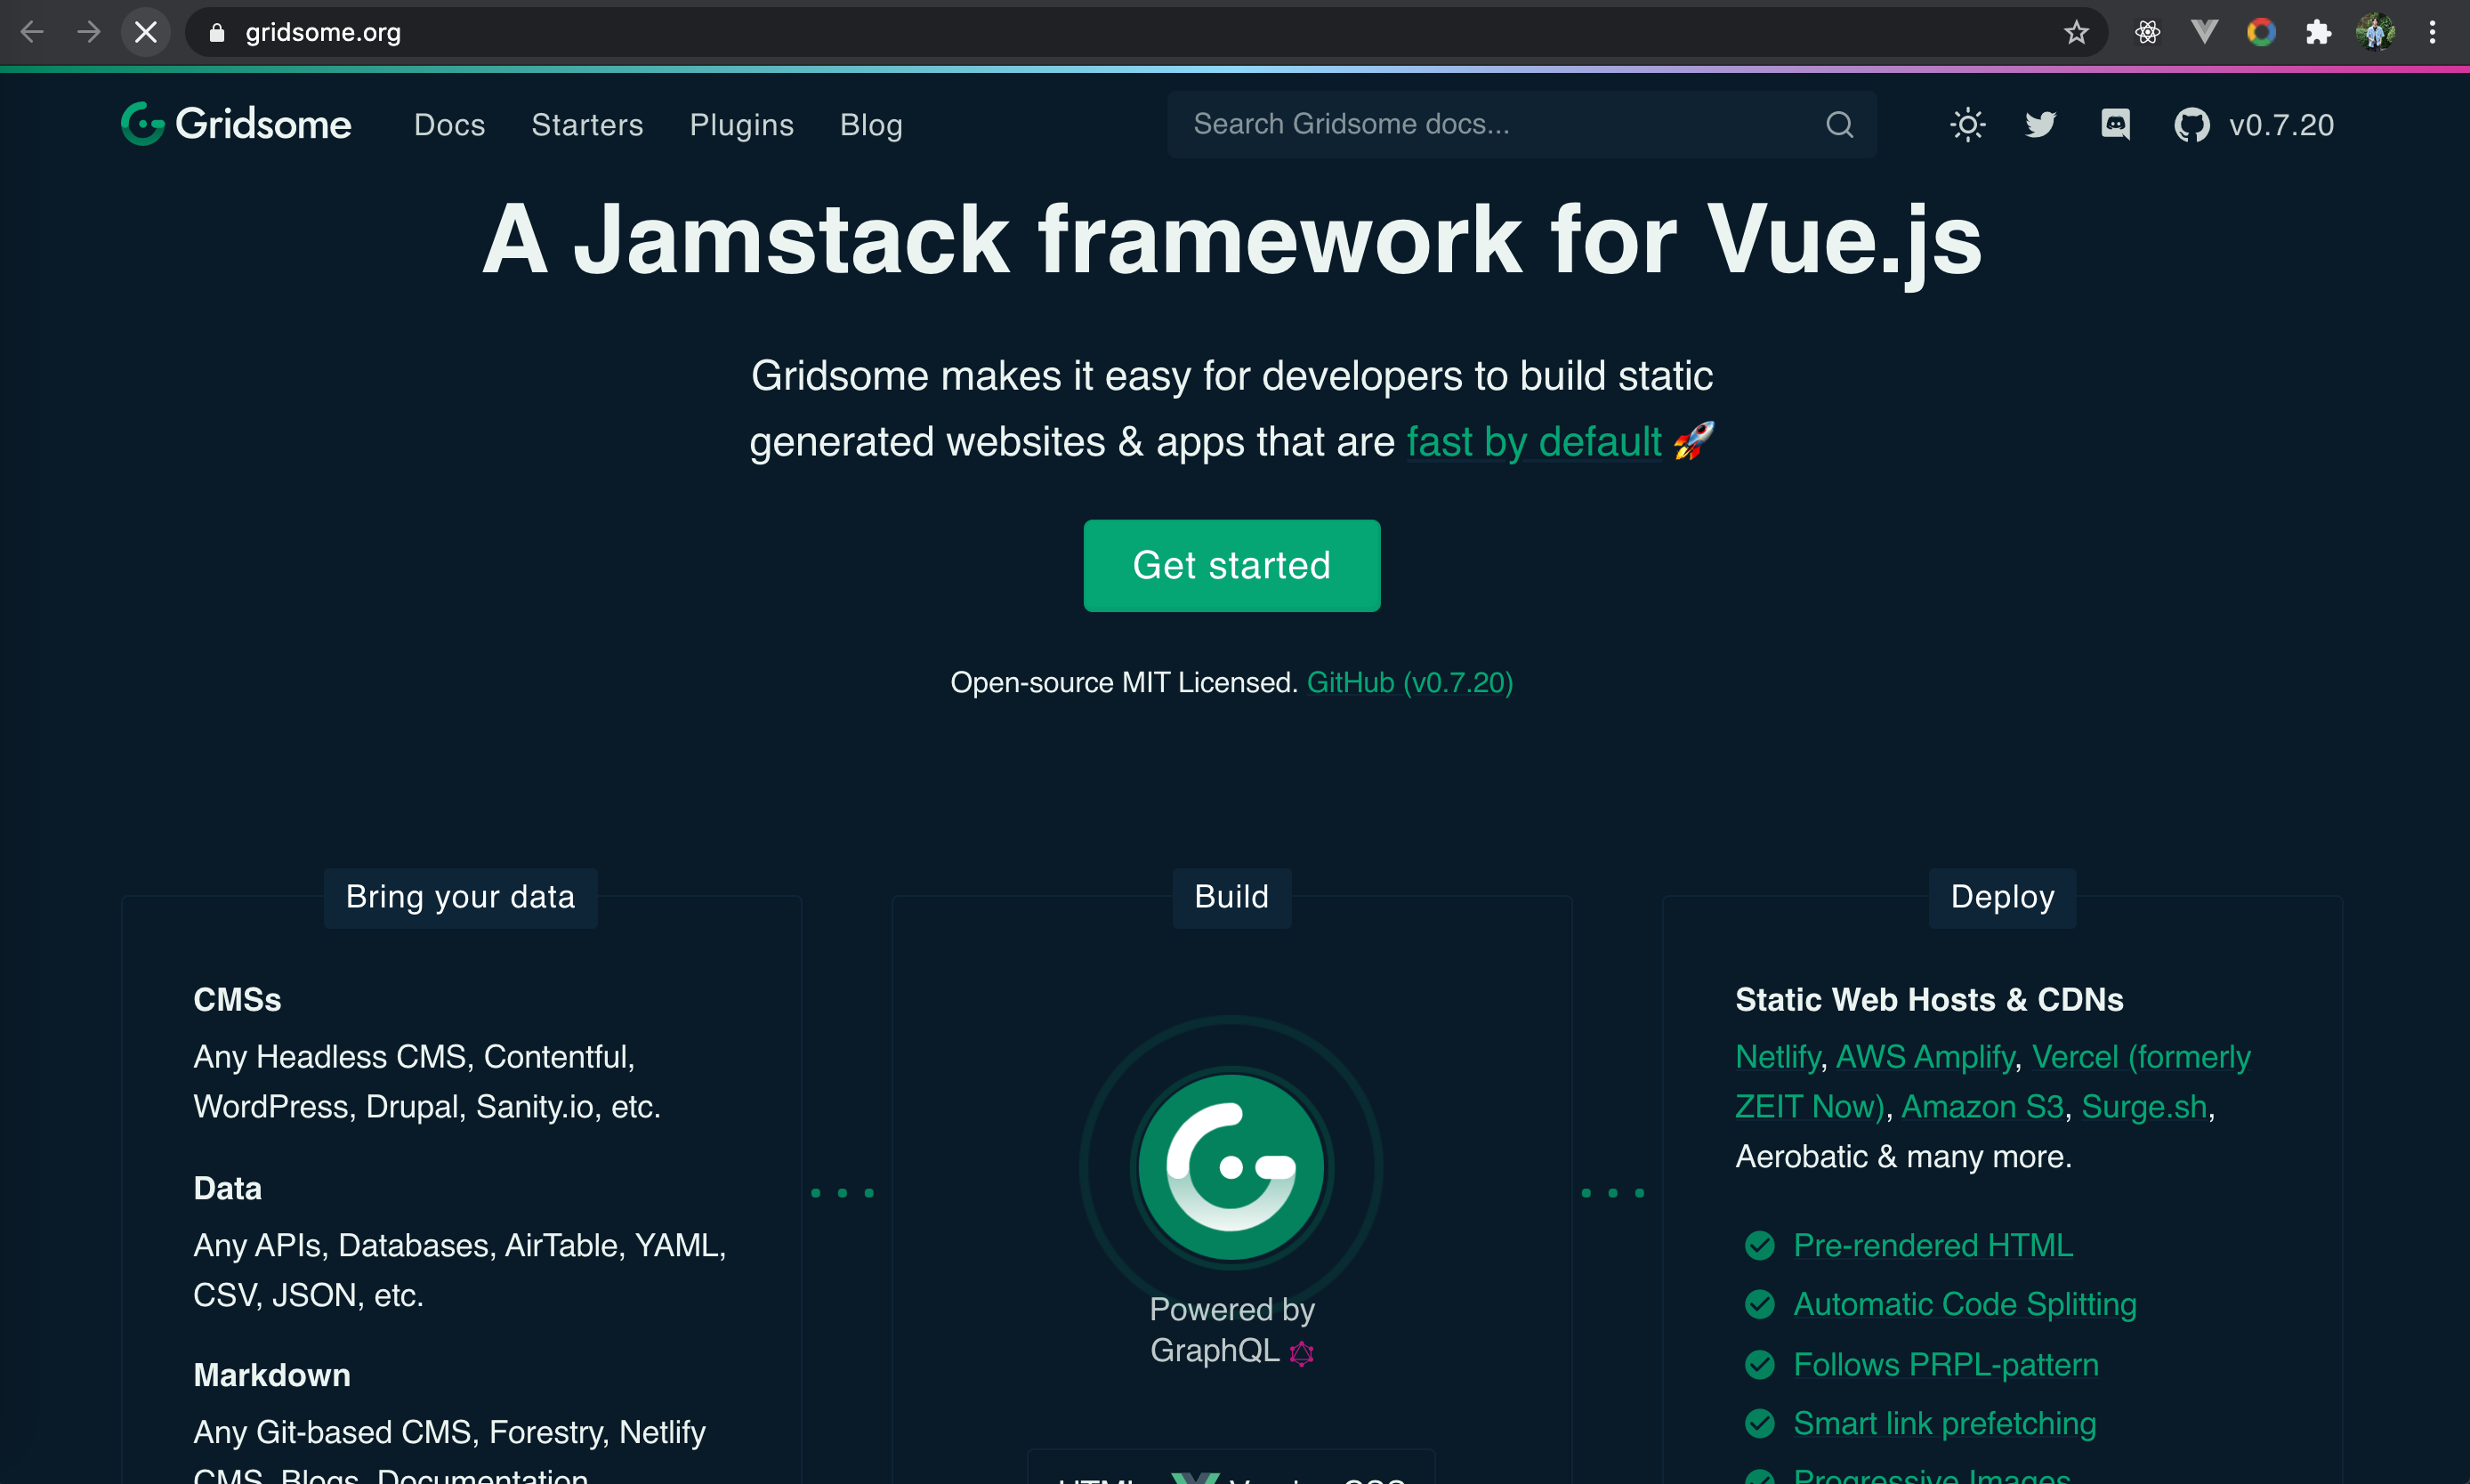 gridsome.org
Gridsome
Docs
Starters
Plugins
Blog
Search Gridsome docs...
v0.7.20
A Jamstack framework for Vue.js
Gridsome makes it easy for developers to build static
generated websites & apps that are fast by default 🚀
Get started
Open-source MIT Licensed. GitHub (v0.7.20)
Bring your data
CMSs
Any Headless CMS, Contentful,
WordPress, Drupal, Sanity.io, etc.
Data
Any APIs, Databases, AirTable, YAML,
CSV, JSON, etc.
Markdown
Any Git-based CMS, Forestry, Netlify
CMS, Blogs, Documentation
Build
Powered by
GraphQL
Deploy
Static Web Hosts & CDNs
Netlify, AWS Amplify, Vercel (formerly
ZEIT Now), Amazon S3, Surge.sh,
Aerobatic & many more.
Pre-rendered HTML
Automatic Code Splitting
Follows PRPL-pattern
Smart link prefetching
Progressive Images